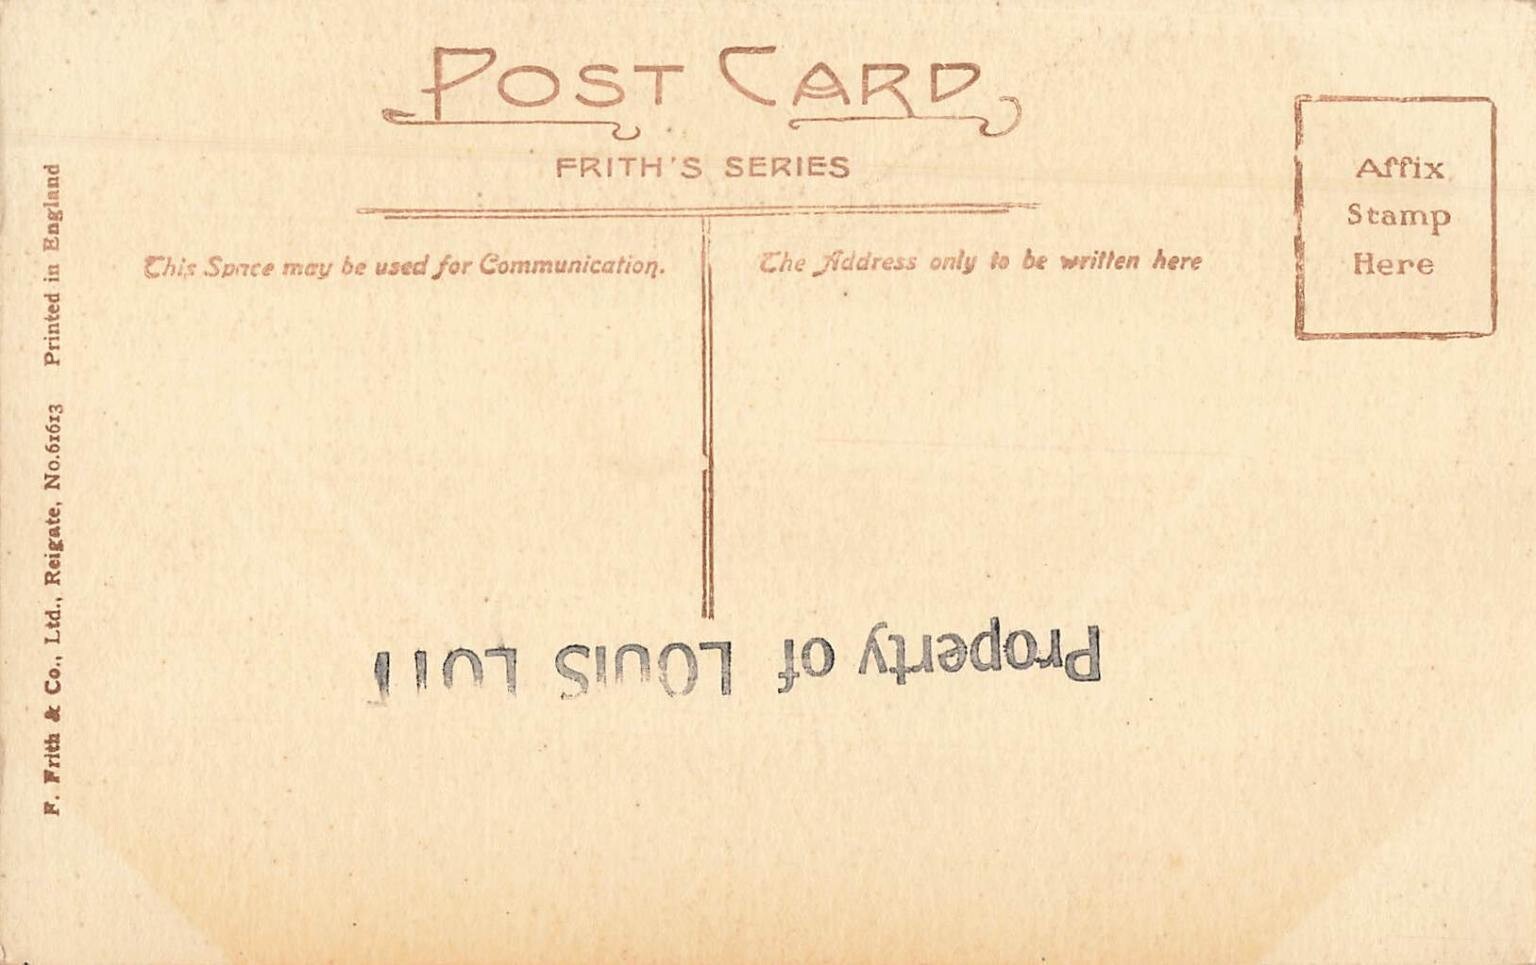 POST CARD
FRITH'S SERIES
This Space may be used for Communication.
The Address only to be written here
Affix
Stamp
Here
F. Frith & Co., Ltd., Reigate, No.61613 Printed in England
Property of LOUIS